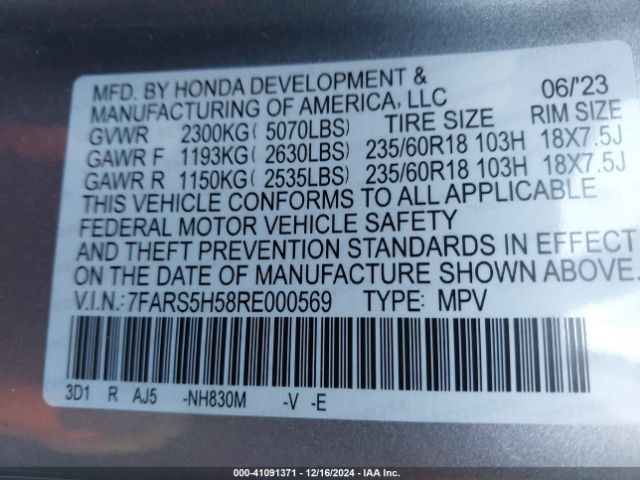 MFD. BY HONDA DEVELOPMENT & 06/'23
MANUFACTURING OF AMERICA, LLC
GVWR 2300KG( 5070LBS) TIRE SIZE RIM SIZE
GAWR F 1193KG( 2630LBS) 235/60R18 103H 18X7.5J
GAWR R 1150KG( 2535LBS) 235/60R18 103H 18X7.5J
THIS VEHICLE CONFORMS TO ALL APPLICABLE
FEDERAL MOTOR VEHICLE SAFETY
AND THEFT PREVENTION STANDARDS IN EFFECT
ON THE DATE OF MANUFACTURE SHOWN ABOVE.
V.I.N.:7FARS5H58RE000569 TYPE: MPV
3D1 R AJ5 -NH830M -V -E
000-41091371 - 12/16/2024 - IAA Inc.